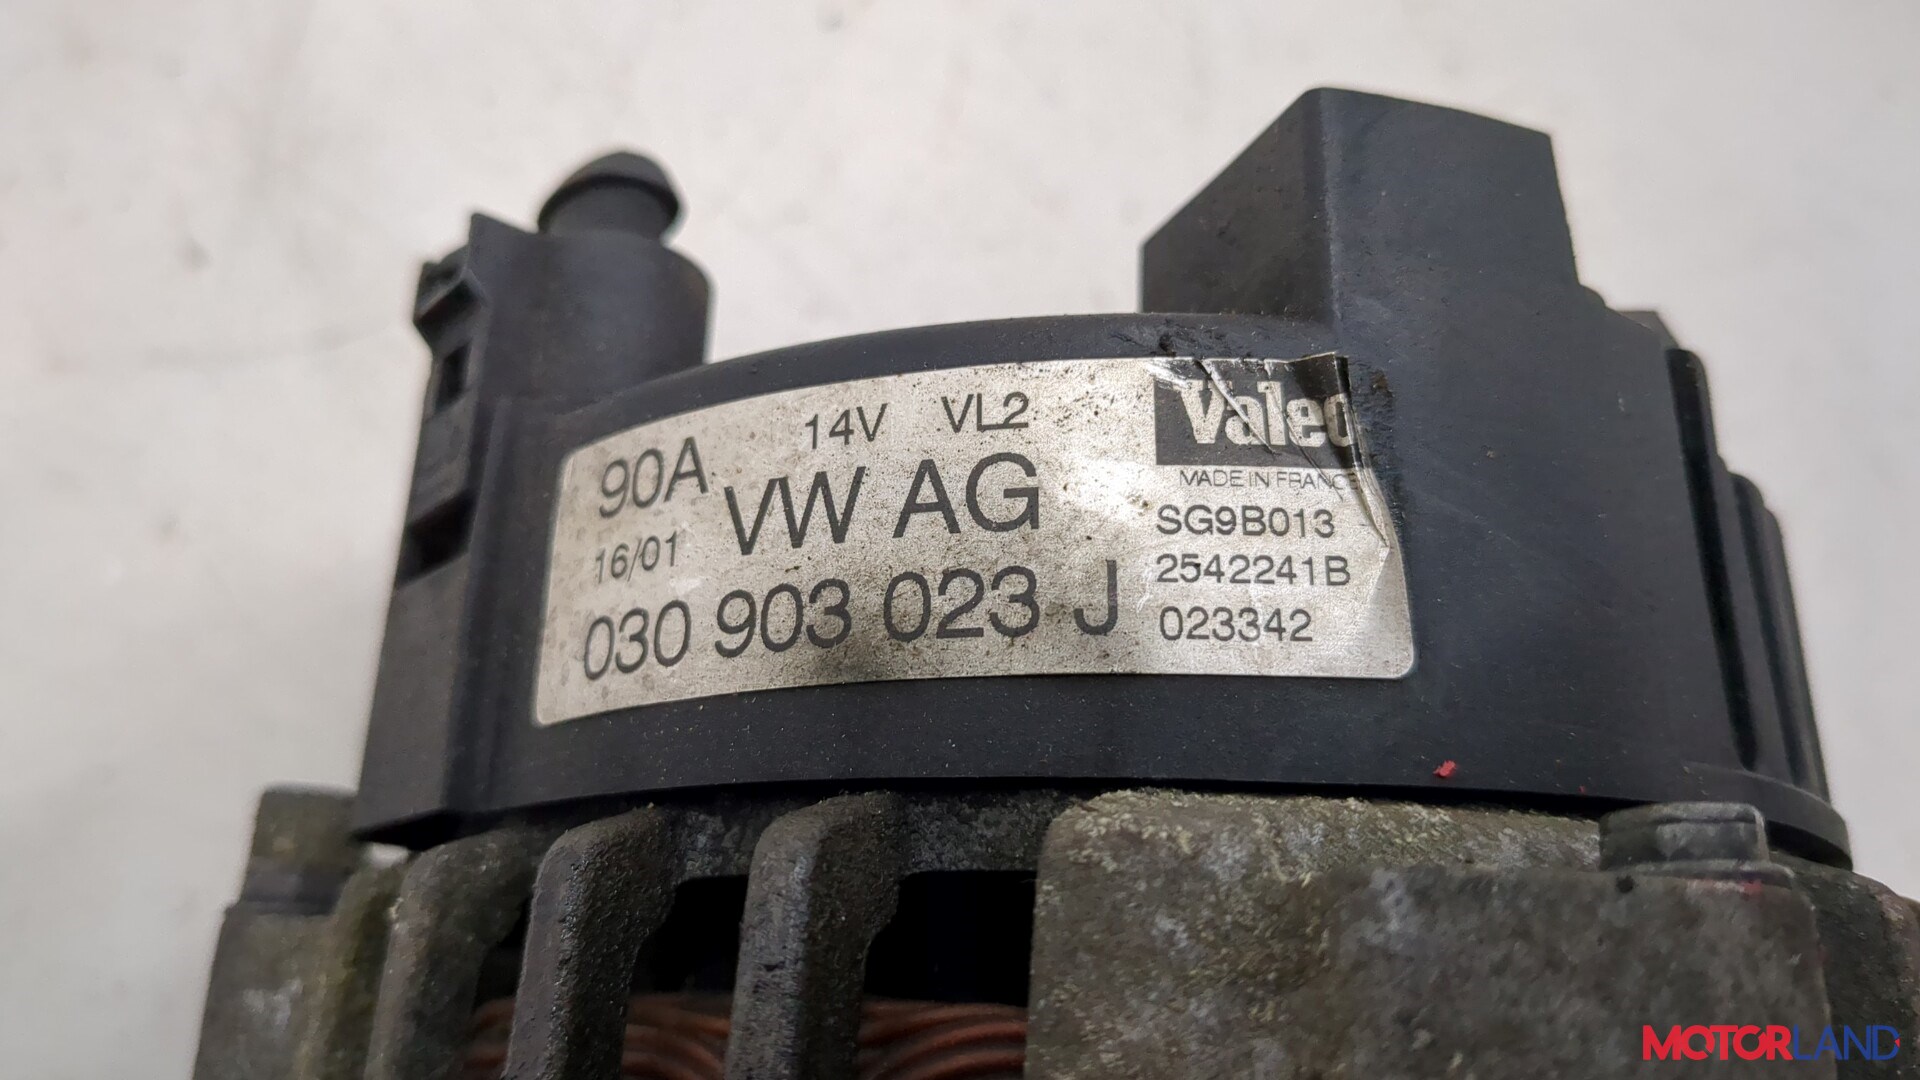 90A 14V VL2
VW AG
16/01
030 903 023 J
Valeo
MADE IN FRANCE
SG9B013
2542241B
023342
MOTORLAND